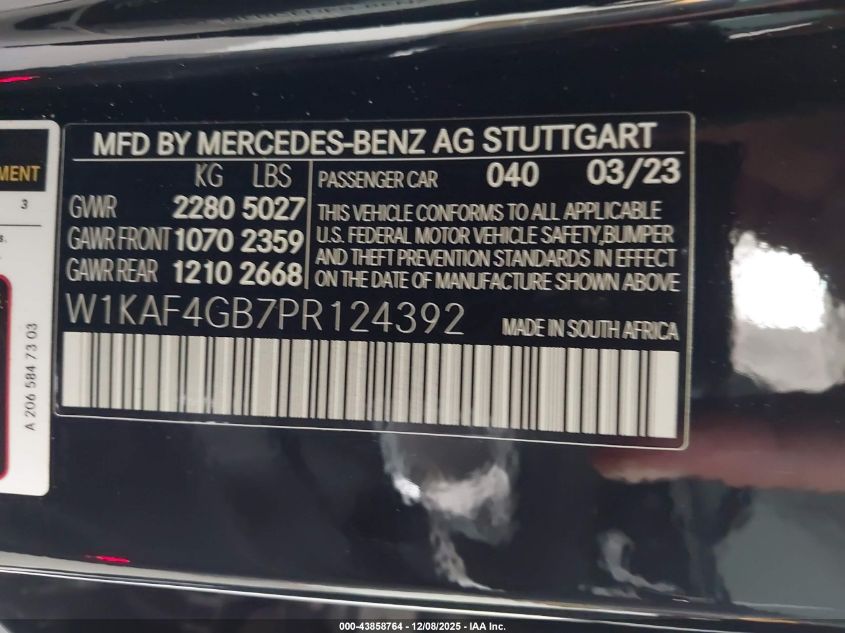 MFD BY MERCEDES-BENZ AG STUTTGART
KG LBS
GVWR 2280 5027
GAWR FRONT 1070 2359
GAWR REAR 1210 2668
PASSENGER CAR 040 03/23
THIS VEHICLE CONFORMS TO ALL APPLICABLE
U.S. FEDERAL MOTOR VEHICLE SAFETY,BUMPER
AND THEFT PREVENTION STANDARDS IN EFFECT
ON THE DATE OF MANUFACTURE SHOWN ABOVE
W1KAF4GB7PR124392
MADE IN SOUTH AFRICA
MENT
3
s.
A 206 584 73 03
000-43858764 - 12/08/2025 - IAA Inc.